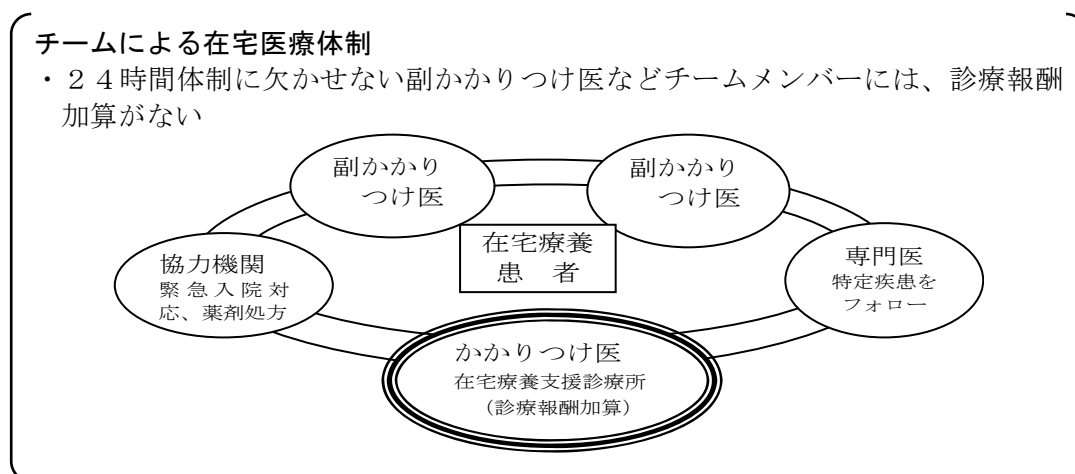 チームによる在宅医療体制
・２４時間体制に欠かせない副かかりつけ医などチームメンバーには、診療報酬
加算がない
副かかり
つけ医
副かかり
つけ医
在宅療養
患　者
協力機関
緊急入院対
応、薬剤処方
専門医
特定疾患を
フォロー
かかりつけ医
在宅療養支援診療所
（診療報酬加算）